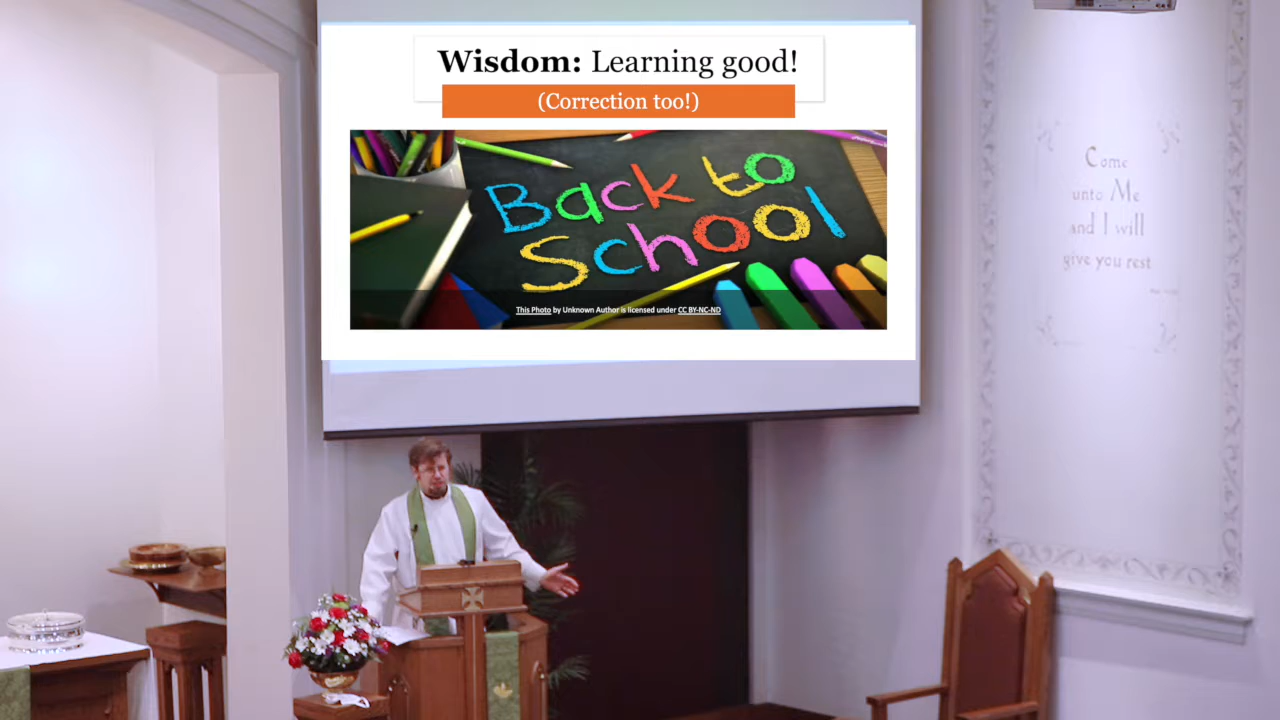 Wisdom: Learning good!
(Correction too!)
Back to
School
This Photo by Unknown Author is licensed under CC BY-NC-ND
Come
unto Me
and I will
give you rest